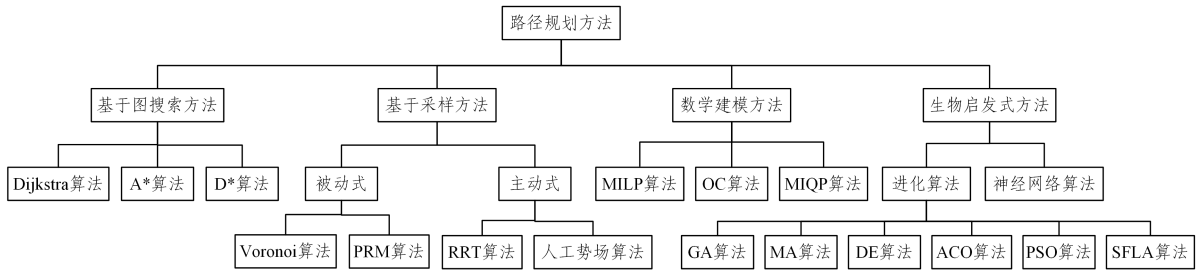 路径规划方法
基于图搜索方法
基于采样方法
数学建模方法
生物启发式方法
Dijkstra算法
A*算法
D*算法
被动式
主动式
MILP算法
OC算法
MIQP算法
进化算法
神经网络算法
Voronoi算法
PRM算法
RRT算法
人工势场算法
GA算法
MA算法
DE算法
ACO算法
PSO算法
SFLA算法